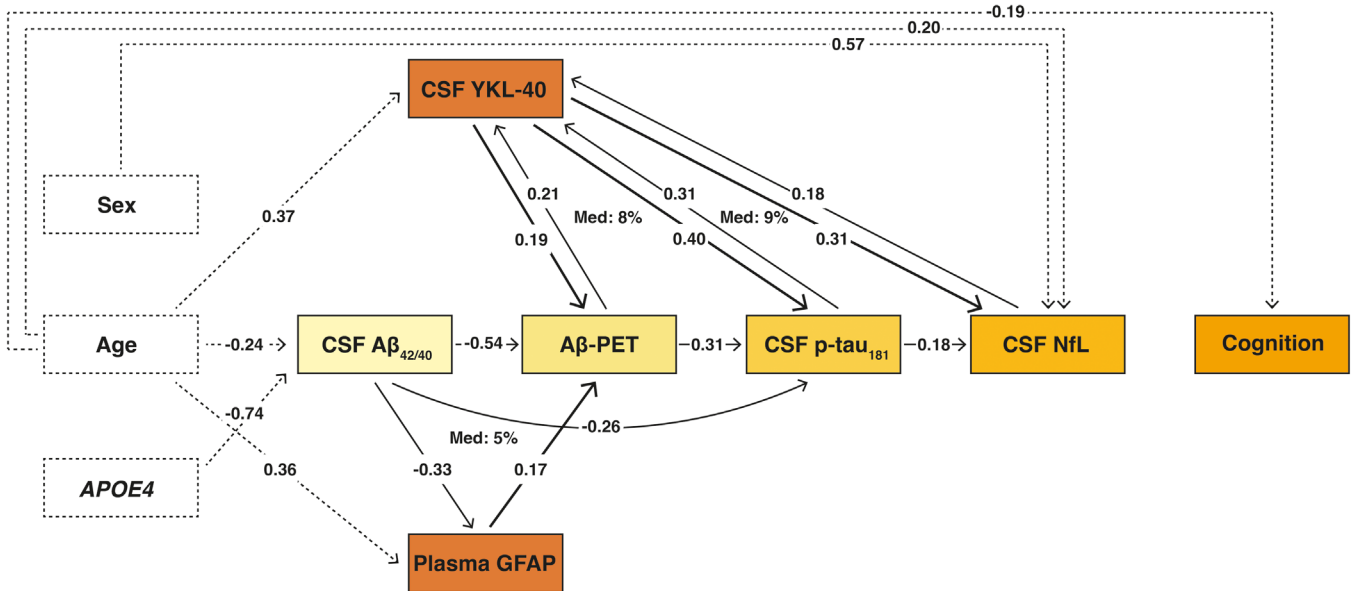 -0.19
0.20
0.57
CSF YKL-40
Sex
0.37
0.21
0.19
Med: 8%
0.31
0.40
Med: 9%
0.18
0.31
Age
-0.24
CSF Aβ42/40
-0.54
Aβ-PET
-0.31
CSF p-tau181
-0.18
CSF NfL
Cognition
-0.74
-0.26
Med: 5%
0.36
-0.33
0.17
APOE4
Plasma GFAP